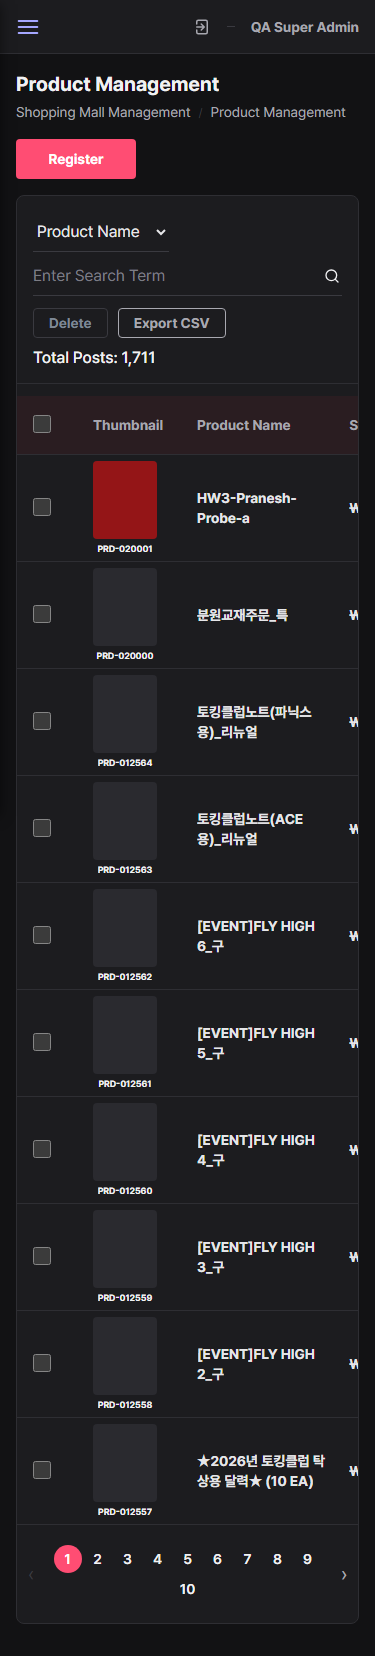 QA Super Admin
Product Management
Shopping Mall Management / Product Management
Register
Product Name
Enter Search Term
Delete Export CSV
Total Posts: 1,711
Thumbnail Product Name S
HW3-Pranesh-
Probe-a
₩
PRD-020001
분원교재주문_특
₩
PRD-020000
토킹클럽노트(파닉스
용)_리뉴얼
₩
PRD-012564
토킹클럽노트(ACE
용)_리뉴얼
₩
PRD-012563
[EVENT]FLY HIGH
6_구
₩
PRD-012562
[EVENT]FLY HIGH
5_구
₩
PRD-012561
[EVENT]FLY HIGH
4_구
₩
PRD-012560
[EVENT]FLY HIGH
3_구
₩
PRD-012559
[EVENT]FLY HIGH
2_구
₩
PRD-012558
★2026년 토킹클럽 탁
상용 달력★ (10 EA)
₩
PRD-012557
‹ 1 2 3 4 5 6 7 8 9 ›
10